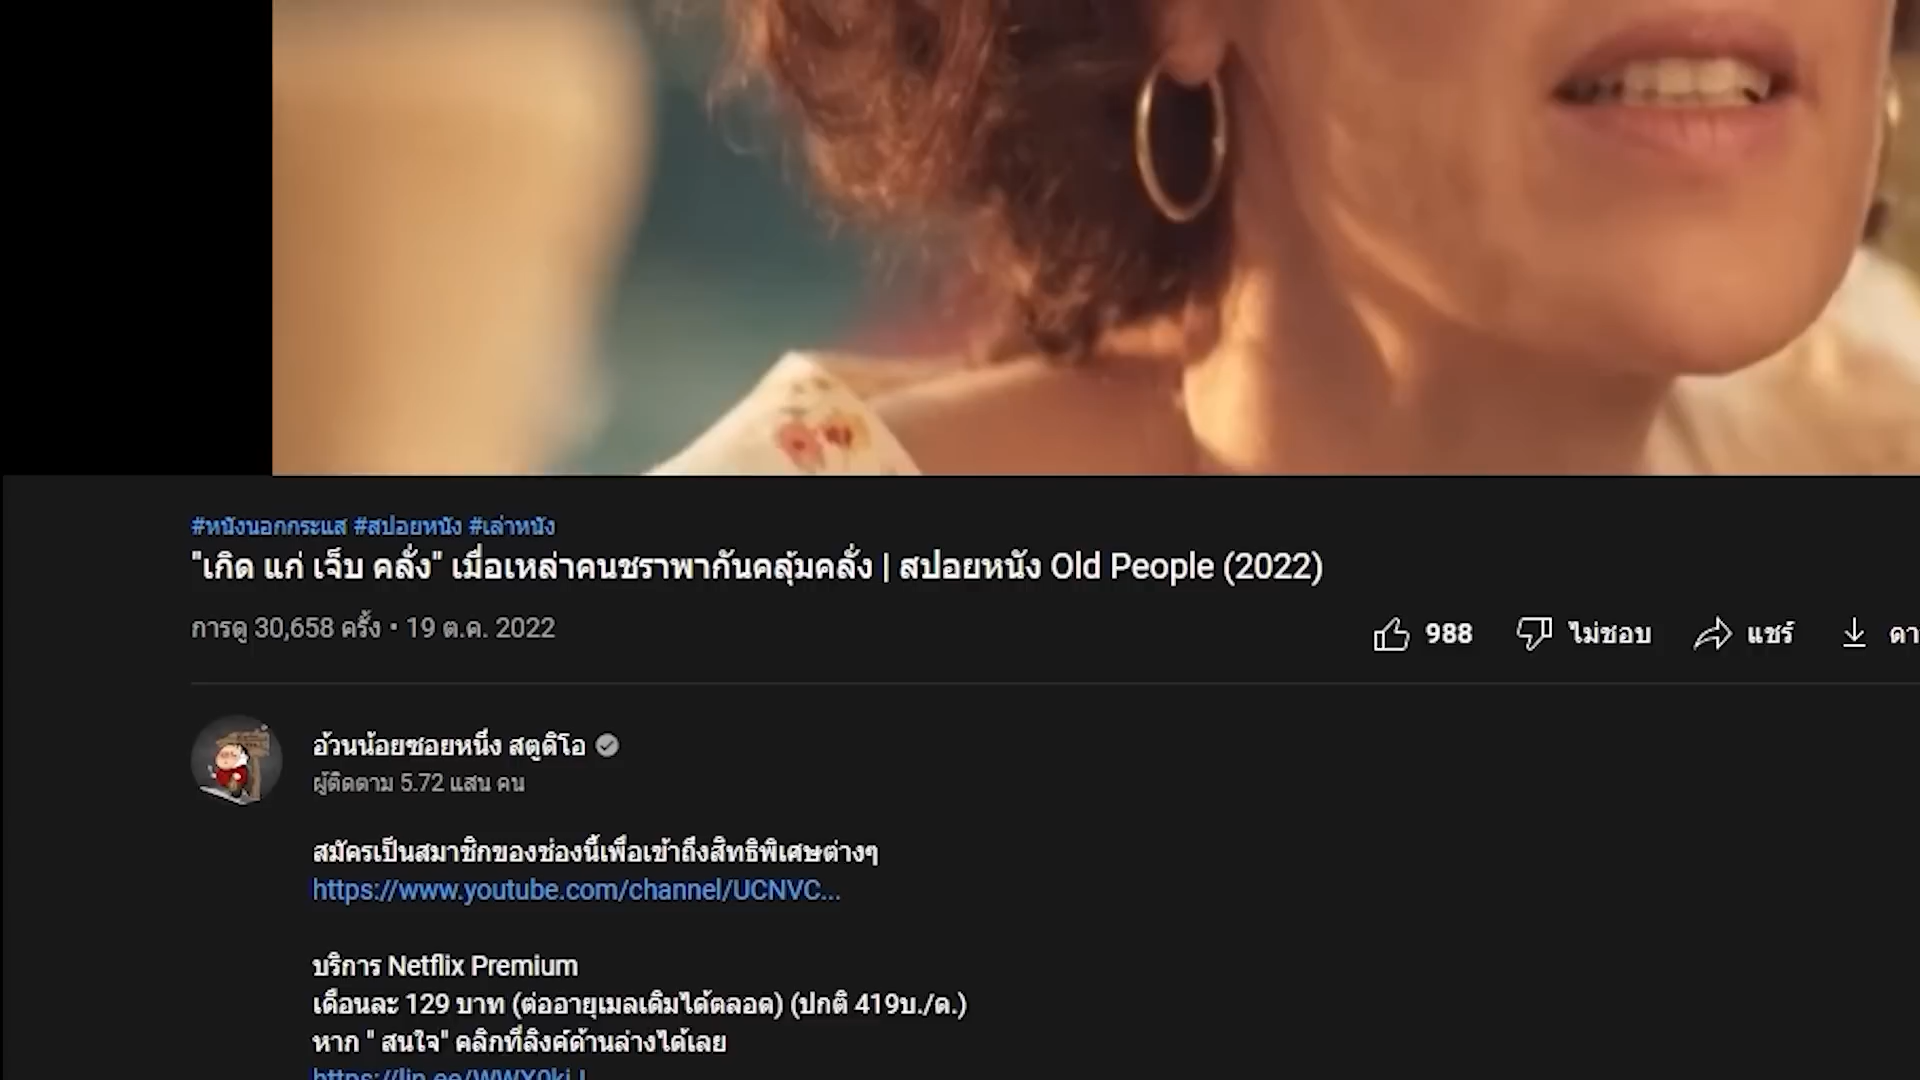 #หนังนอกกระแส #สปอยหนัง #เล่าหนัง
"เกิด แก่ เจ็บ คลั่ง" เมื่อเหล่าคนชราพากันคลุ้มคลั่ง | สปอยหนัง Old People (2022)
การดู 30,658 ครั้ง • 19 ต.ค. 2022
988 ไม่ชอบ แชร์
อ้วนน้อยซอยหนึ่ง สตูดิโอ
ผู้ติดตาม 5.72 แสน คน
สมัครเป็นสมาชิกของช่องนี้เพื่อเข้าถึงสิทธิพิเศษต่างๆ
https://www.youtube.com/channel/UCNVC...
บริการ Netflix Premium
เดือนละ 129 บาท (ต่ออายุเมลเดิมได้ตลอด) (ปกติ 419บ./ด.)
หาก " สนใจ" คลิกที่ลิงค์ด้านล่างได้เลย